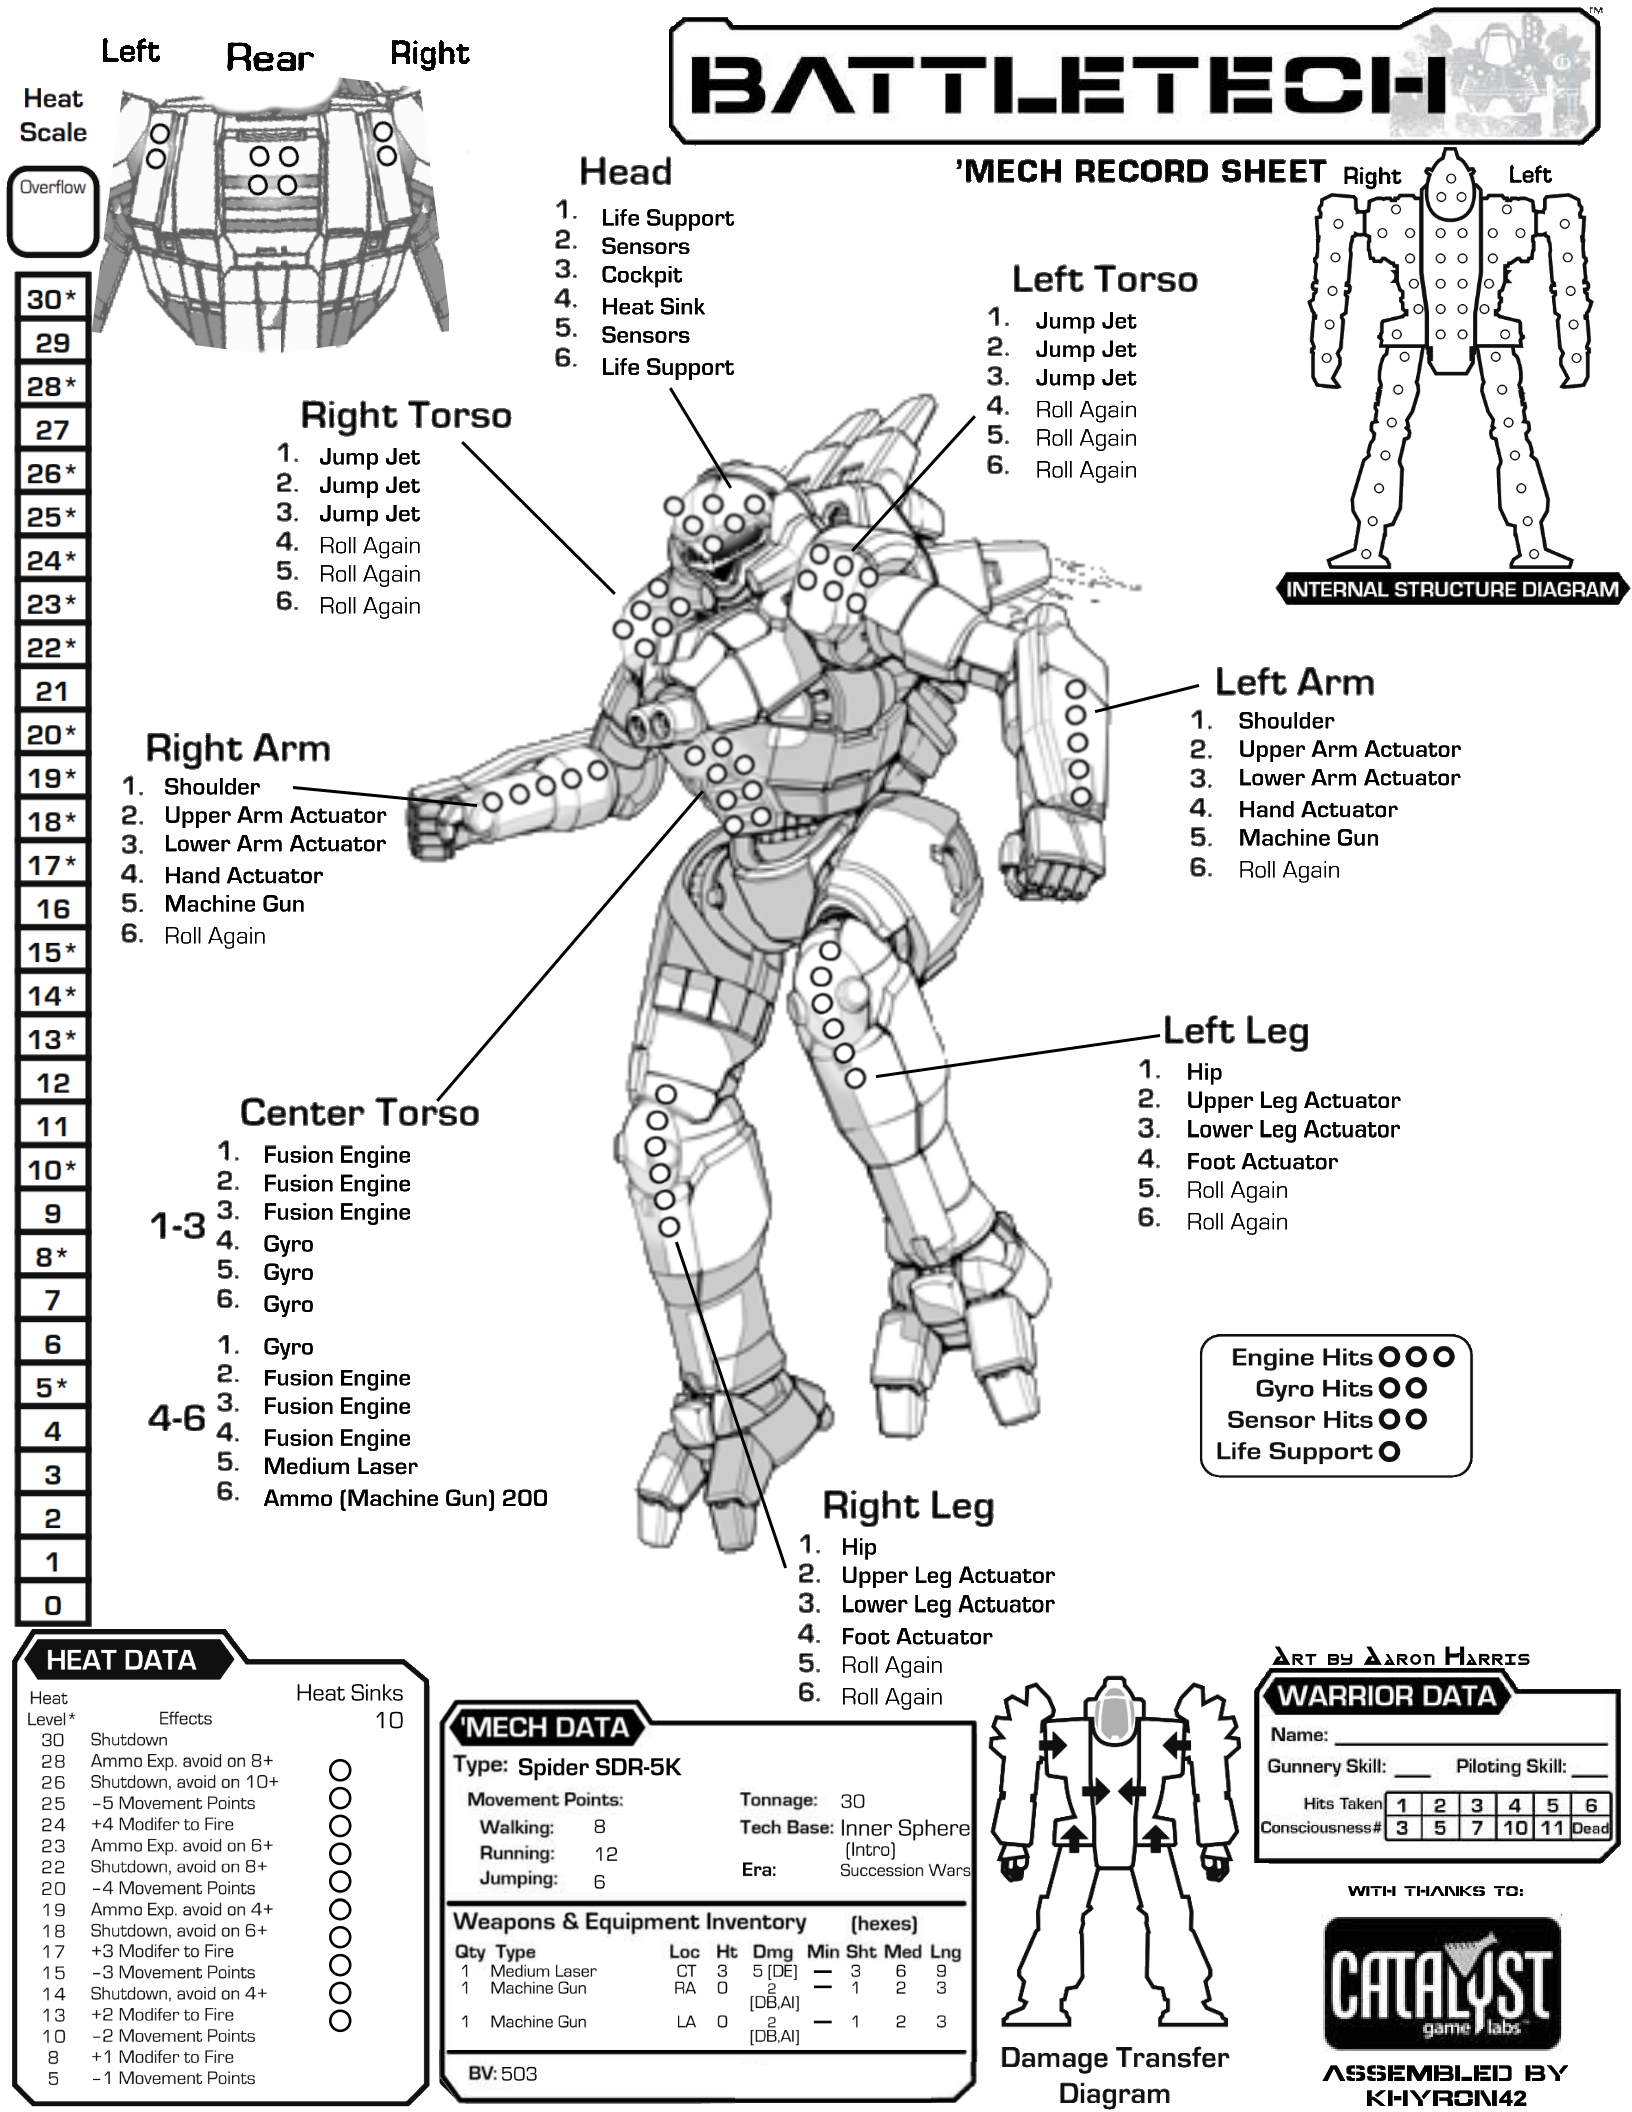 Left Rear Right
Heat
Scale
Overflow
30*
29
28*
27
26*
25*
24*
23*
22*
21
20*
19*
18*
17*
16
15*
14*
13*
12
11
10*
9
8*
7
6
5*
4
3
2
1
0
BATTLETECH™
'MECH RECORD SHEET
Head
1. Life Support
2. Sensors
3. Cockpit
4. Heat Sink
5. Sensors
6. Life Support
Left Torso
1. Jump Jet
2. Jump Jet
3. Jump Jet
4. Roll Again
5. Roll Again
6. Roll Again
Right Left
INTERNAL STRUCTURE DIAGRAM
Right Torso
1. Jump Jet
2. Jump Jet
3. Jump Jet
4. Roll Again
5. Roll Again
6. Roll Again
Left Arm
1. Shoulder
2. Upper Arm Actuator
3. Lower Arm Actuator
4. Hand Actuator
5. Machine Gun
6. Roll Again
Right Arm
1. Shoulder
2. Upper Arm Actuator
3. Lower Arm Actuator
4. Hand Actuator
5. Machine Gun
6. Roll Again
Left Leg
1. Hip
2. Upper Leg Actuator
3. Lower Leg Actuator
4. Foot Actuator
5. Roll Again
6. Roll Again
Center Torso
1-3
1. Fusion Engine
2. Fusion Engine
3. Fusion Engine
4. Gyro
5. Gyro
6. Gyro
4-6
1. Gyro
2. Fusion Engine
3. Fusion Engine
4. Fusion Engine
5. Medium Laser
6. Ammo (Machine Gun) 200
Engine Hits
Gyro Hits
Sensor Hits
Life Support
Right Leg
1. Hip
2. Upper Leg Actuator
3. Lower Leg Actuator
4. Foot Actuator
5. Roll Again
6. Roll Again
HEAT DATA
Heat
Level* Effects
Heat Sinks
10
30 Shutdown
28 Ammo Exp. avoid on 8+
26 Shutdown, avoid on 10+
25 -5 Movement Points
24 +4 Modifer to Fire
23 Ammo Exp. avoid on 6+
22 Shutdown, avoid on 8+
20 -4 Movement Points
19 Ammo Exp. avoid on 4+
18 Shutdown, avoid on 6+
17 +3 Modifer to Fire
15 -3 Movement Points
14 Shutdown, avoid on 4+
13 +2 Modifer to Fire
10 -2 Movement Points
8 +1 Modifer to Fire
5 -1 Movement Points
'MECH DATA
Type: Spider SDR-5K
Movement Points:
Walking: 8
Running: 12
Jumping: 6
Tonnage: 30
Tech Base: Inner Sphere
(Intro)
Era: Succession Wars
Weapons & Equipment Inventory (hexes)
Qty Type Loc Ht Dmg Min Sht Med Lng
1 Medium Laser CT 3 5 [DE] — 3 6 9
1 Machine Gun RA 0 2 — 1 2 3
[DB,AI]
1 Machine Gun LA 0 2 — 1 2 3
[DB,AI]
BV: 503
Damage Transfer
Diagram
Art by Aaron Harris
WARRIOR DATA
Name:
Gunnery Skill: ___ Piloting Skill: ___
Hits Taken 1 2 3 4 5 6
Consciousness# 3 5 7 10 11 Dead
WITH THANKS TO:
CATALYST
game labs™
ASSEMBLED BY
KHYRON42